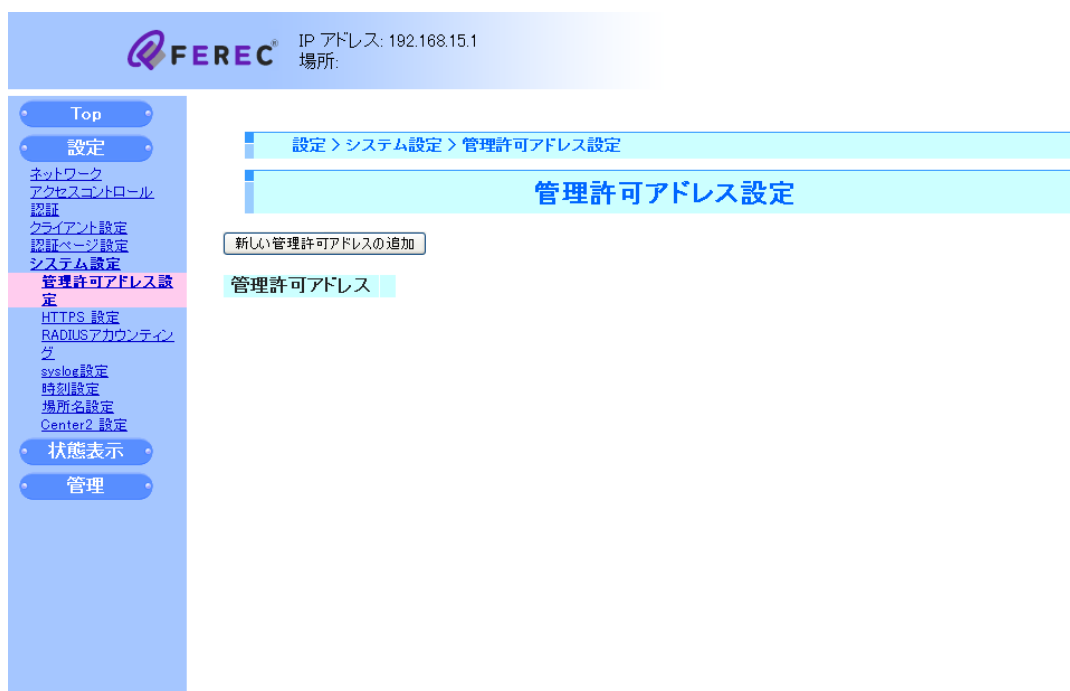 FEREC®
IP アドレス: 192.168.15.1
場所:
Top
設定
ネットワーク
アクセスコントロール
認証
クライアント設定
認証ページ設定
システム設定
管理許可アドレス設
定
HTTPS 設定
RADIUSアカウンティン
グ
syslog設定
時刻設定
場所名設定
Center2 設定
状態表示
管理
設定 > システム設定 > 管理許可アドレス設定
管理許可アドレス設定
新しい管理許可アドレスの追加
管理許可アドレス